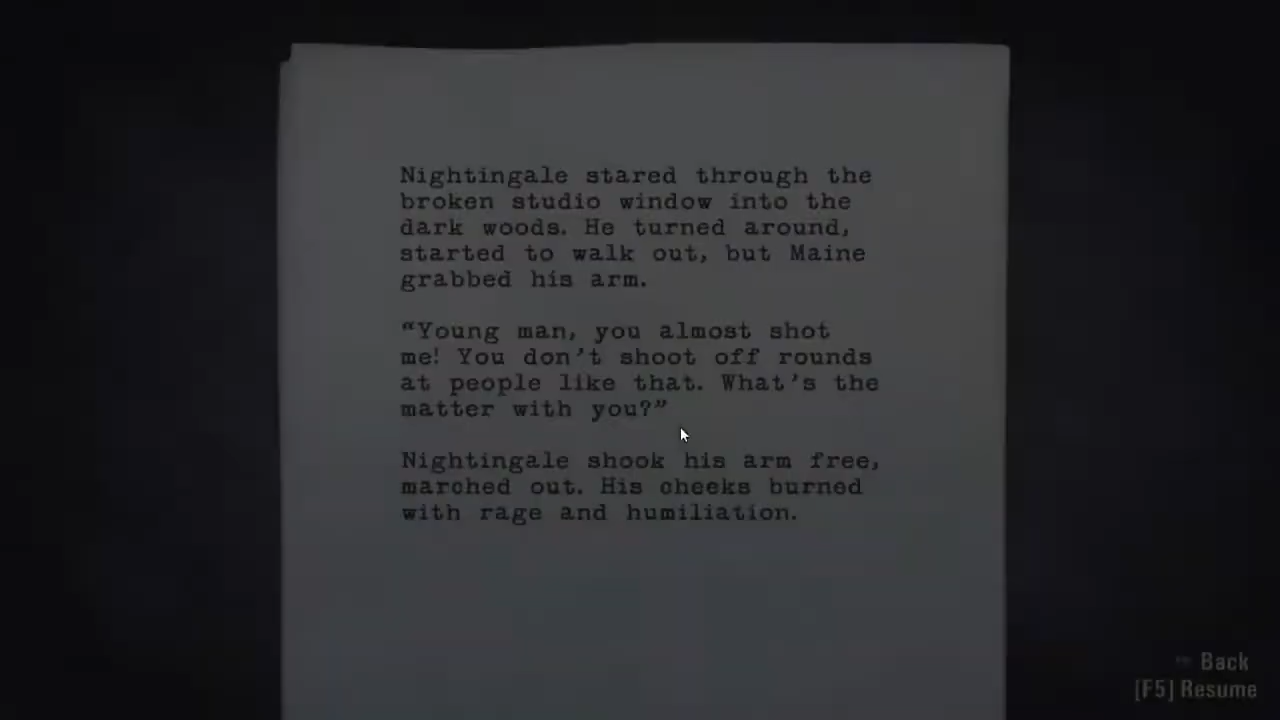 Nightingale stared through the
broken studio window into the
dark woods. He turned around,
started to walk out, but Maine
grabbed his arm.
“Young man, you almost shot
me! You don’t shoot off rounds
at people like that. What’s the
matter with you?”
Nightingale shook his arm free,
marched out. His cheeks burned
with rage and humiliation.
Back
[F5] Resume